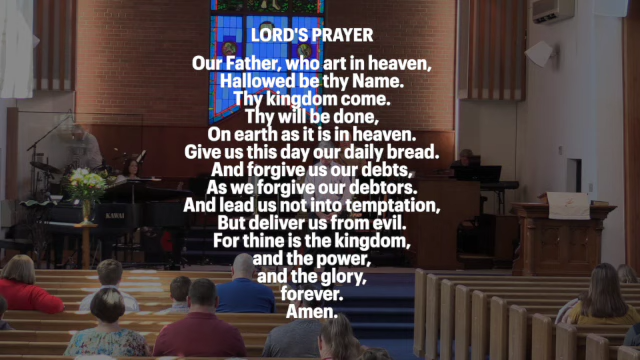 LORD'S PRAYER
Our Father, who art in heaven,
Hallowed be thy Name.
Thy kingdom come.
Thy will be done,
On earth as it is in heaven.
Give us this day our daily bread.
And forgive us our debts,
As we forgive our debtors.
And lead us not into temptation,
But deliver us from evil.
For thine is the kingdom,
and the power,
and the glory,
forever.
Amen.
KAWAI